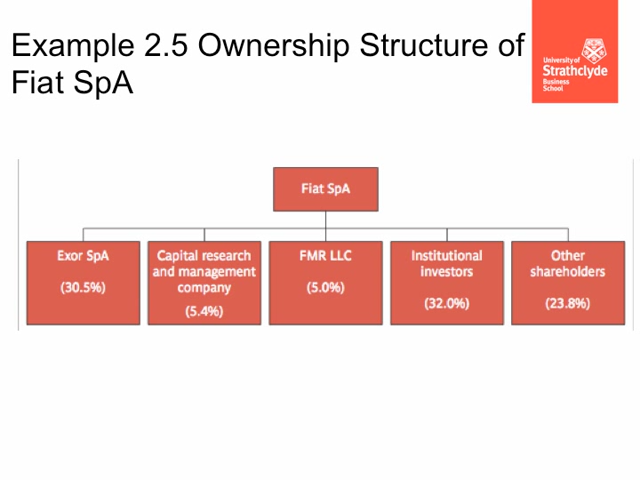 Example 2.5 Ownership Structure of
Fiat SpA
University of
Strathclyde
Business
School
Fiat SpA
Exor SpA
(30.5%)
Capital research
and management
company
(5.4%)
FMR LLC
(5.0%)
Institutional
investors
(32.0%)
Other
shareholders
(23.8%)